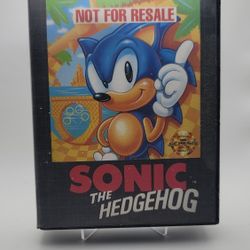 NOT FOR RESALE
SONIC
THE
HEDGEHOG